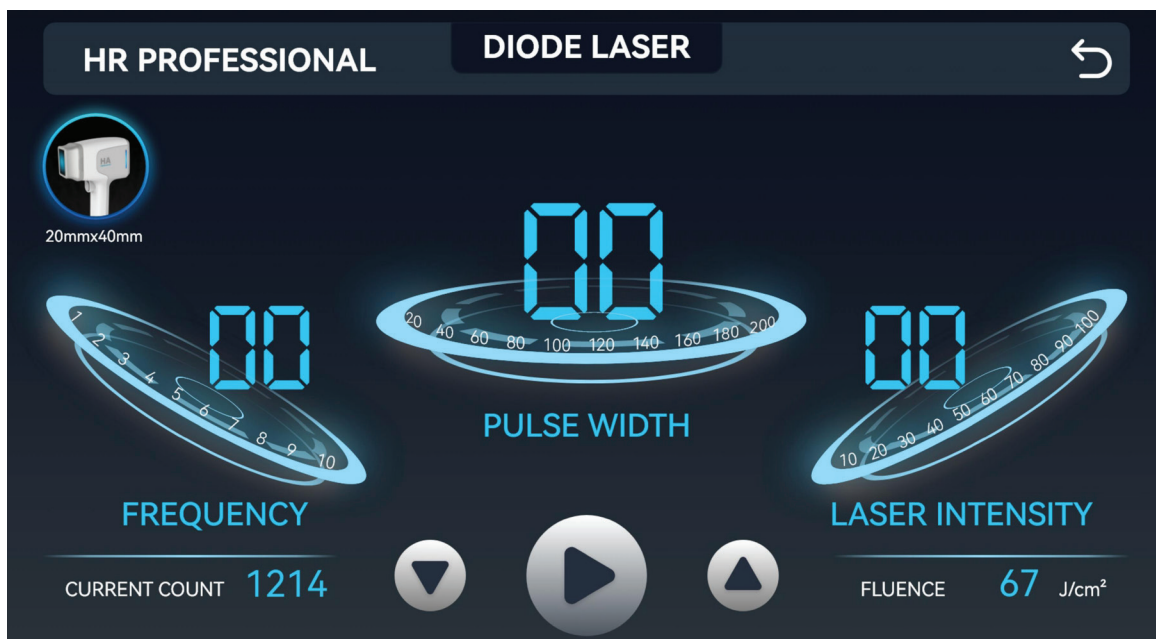 HR PROFESSIONAL
DIODE LASER
HA
20mmx40mm
00
1 2 3 4 5 6 7 8 9 10
FREQUENCY
CURRENT COUNT 1214
00
20 40 60 80 100 120 140 160 180 200
PULSE WIDTH
00
10 20 30 40 50 60 70 80 90 100
LASER INTENSITY
FLUENCE 67 J/cm²